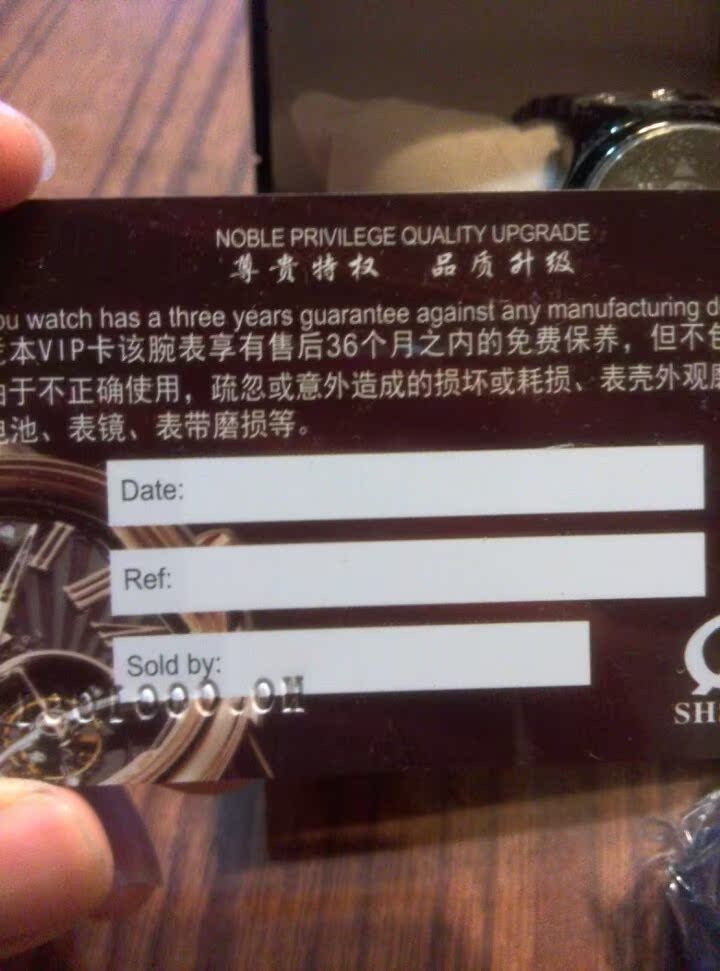 NOBLE PRIVILEGE QUALITY UPGRADE
尊贵特权 品质升级
ou watch has a three years guarantee against any manufacturing d
本VIP卡该腕表享有售后36个月之内的免费保养，但不
于不正确使用，疏忽或意外造成的损坏或耗损、表壳外观
池、表镜、表带磨损等。
Date:
Ref:
Sold by:
SH